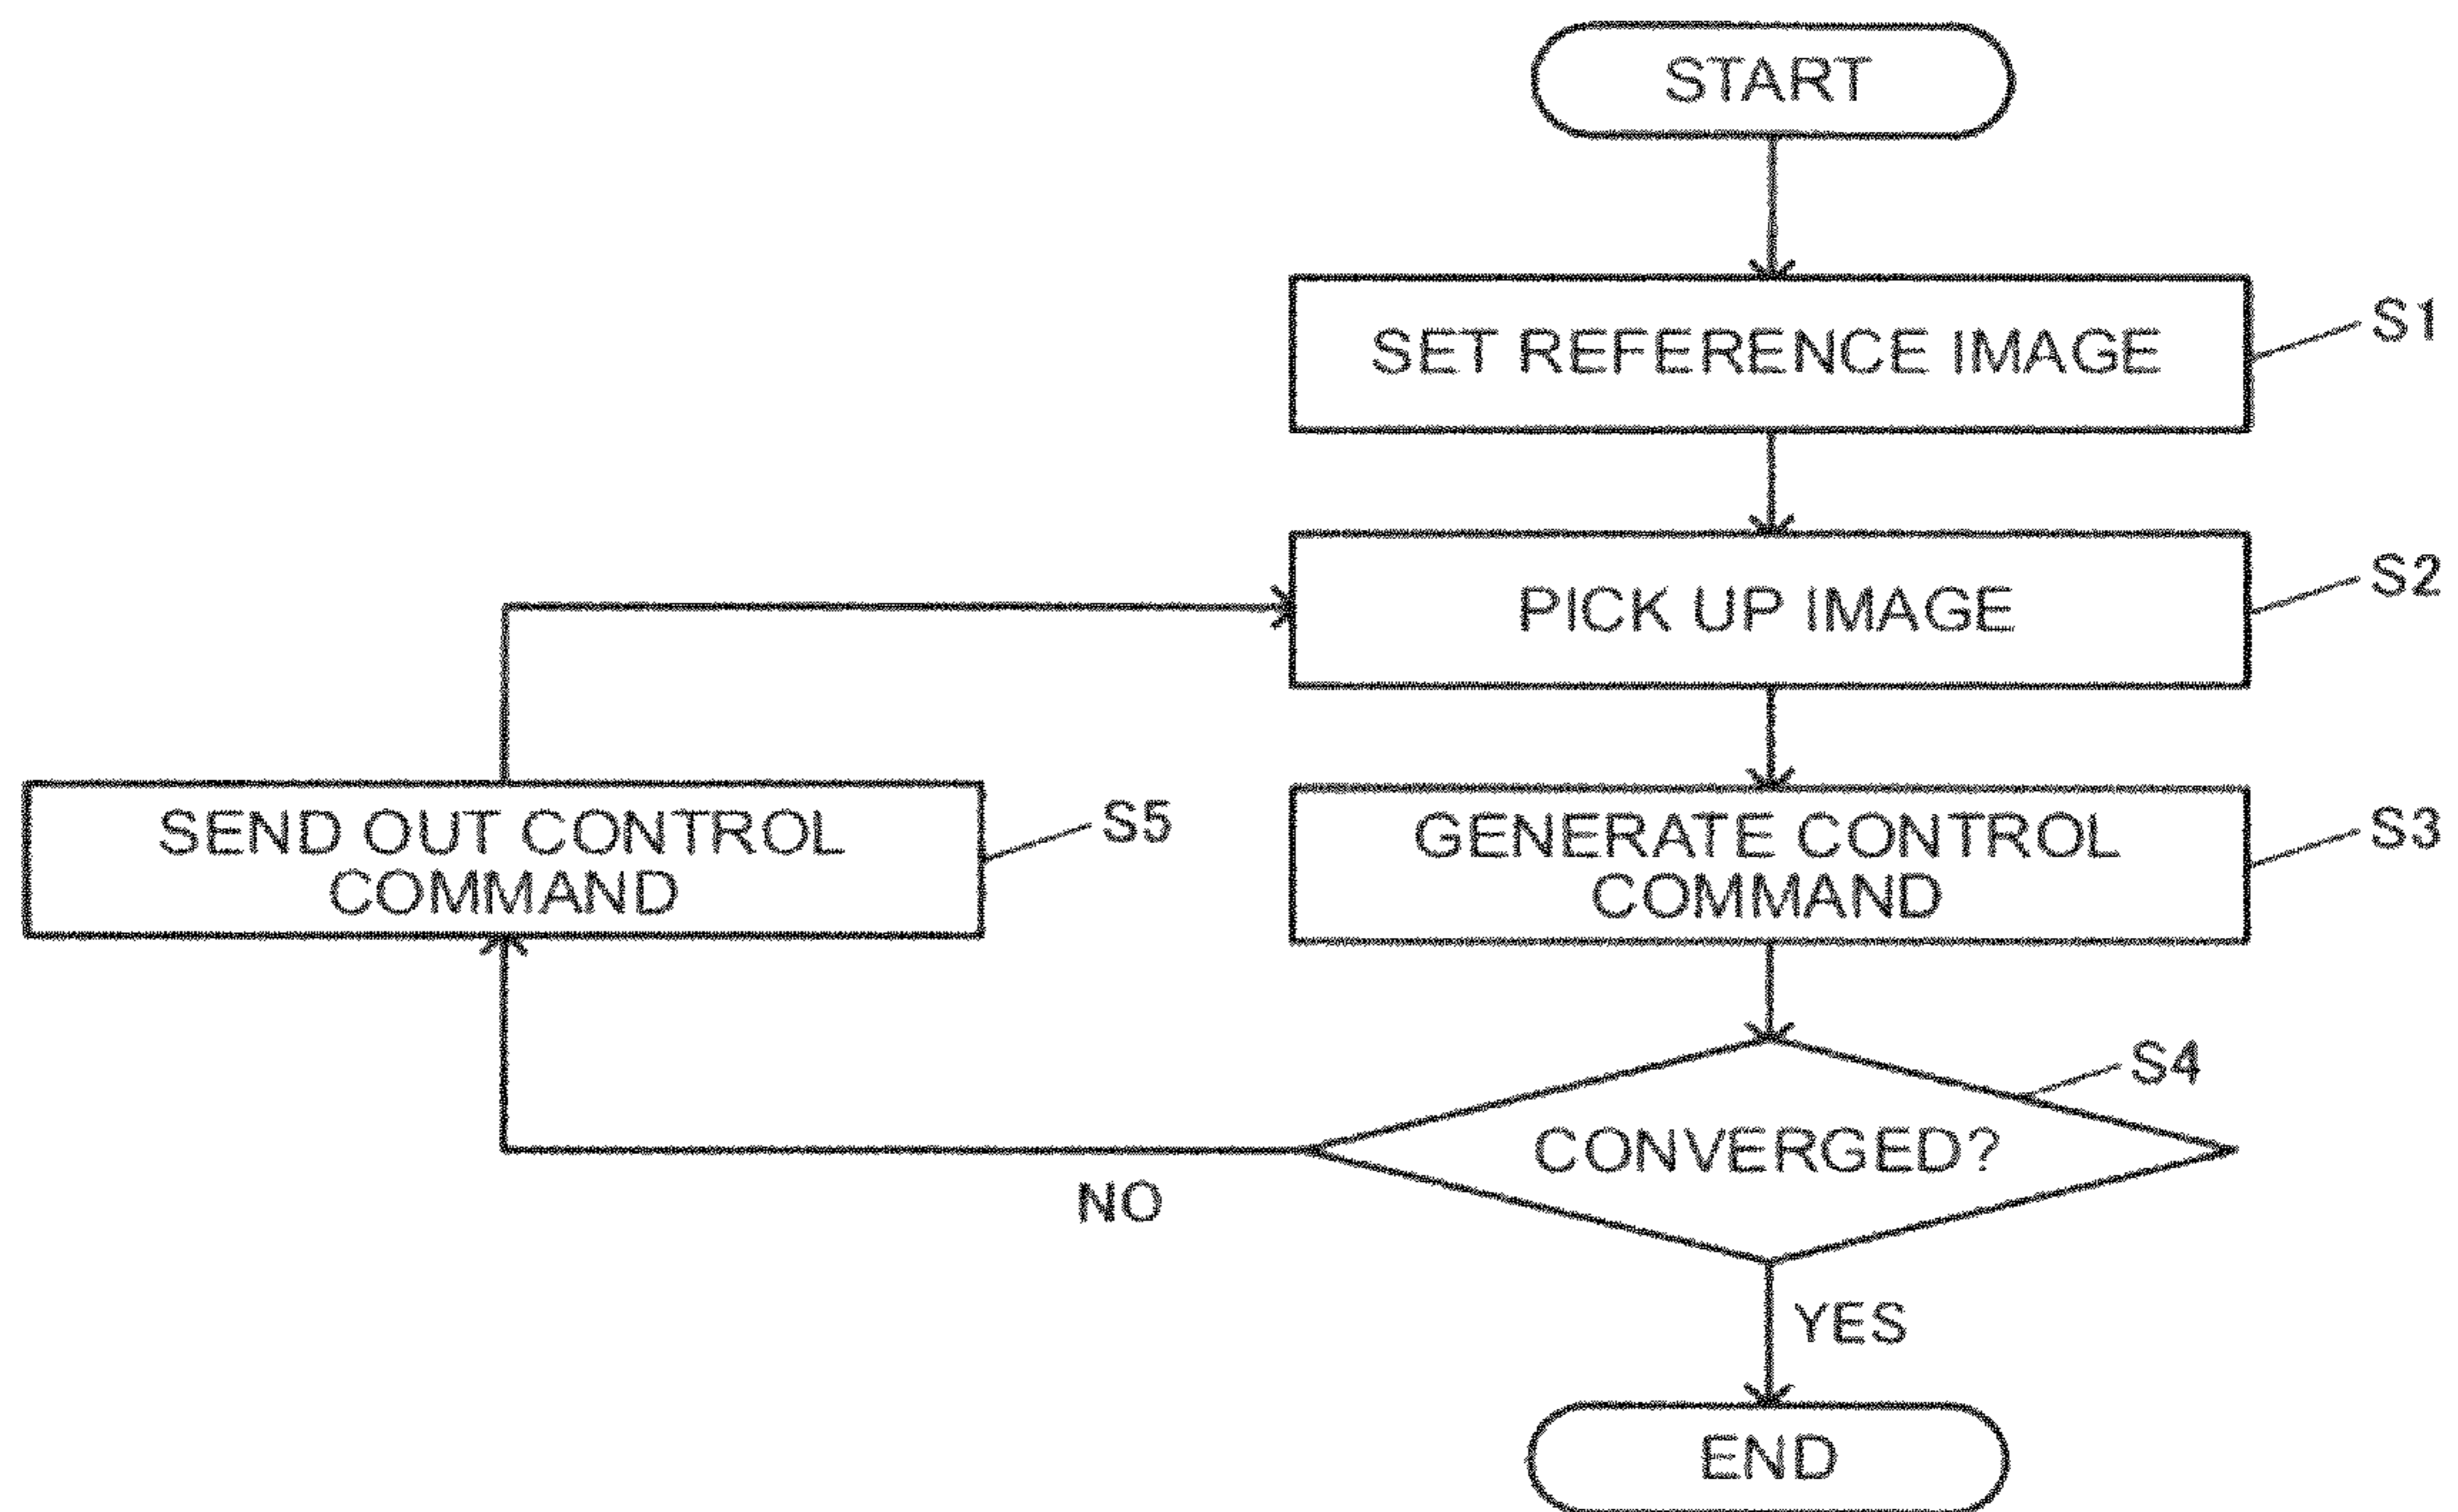 START
SET REFERENCE IMAGE
S1
PICK UP IMAGE
S2
SEND OUT CONTROL
COMMAND
S5
GENERATE CONTROL
COMMAND
S3
CONVERGED?
S4
NO
YES
END